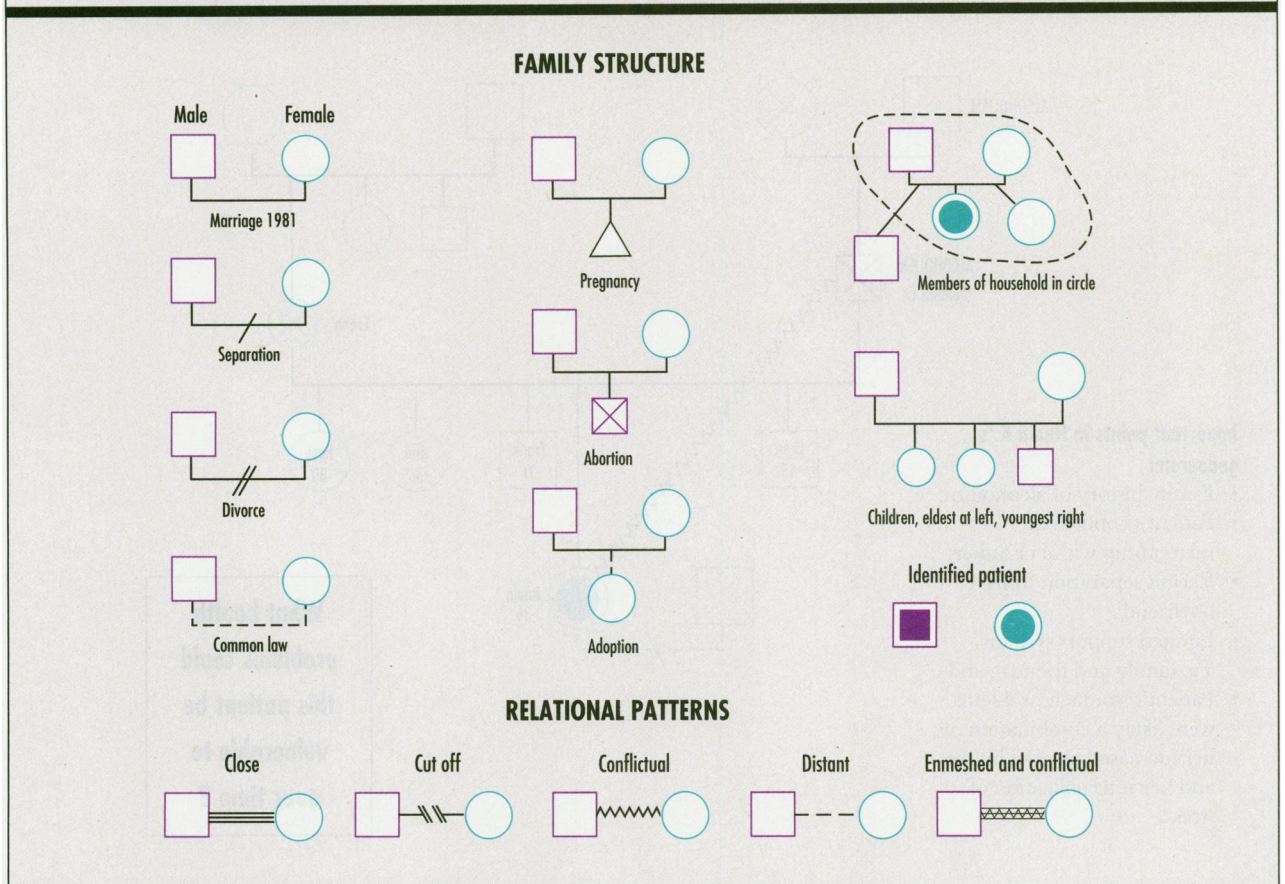 FAMILY STRUCTURE
Male
Female
Marriage 1981
Separation
Divorce
Common law
Pregnancy
Abortion
Adoption
Members of household in circle
Children, eldest at left, youngest right
Identified patient
RELATIONAL PATTERNS
Close
Cut off
Conflictual
Distant
Enmeshed and conflictual